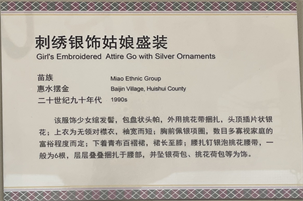 刺绣银饰姑娘盛装
Girl's Embroidered Attire Go with Silver Ornaments
苗族 Miao Ethnic Group
惠水摆金 Baijin Village, Huishui County
二十世纪九十年代 1990s
该服饰少女绾发髻，包盘状头帕，外用挑花带捆扎，头顶插片状银
花；上衣为无领对襟衣，袖宽而短；胸前佩银项圈，数目多寡视家庭的
富裕程度而定；下着青布百褶裙，裙长至膝；腰扎钉银泡挑花腰带，一
般为6根，层层叠叠捆扎于腰部，并坠银荷包、挑花荷包等为饰。